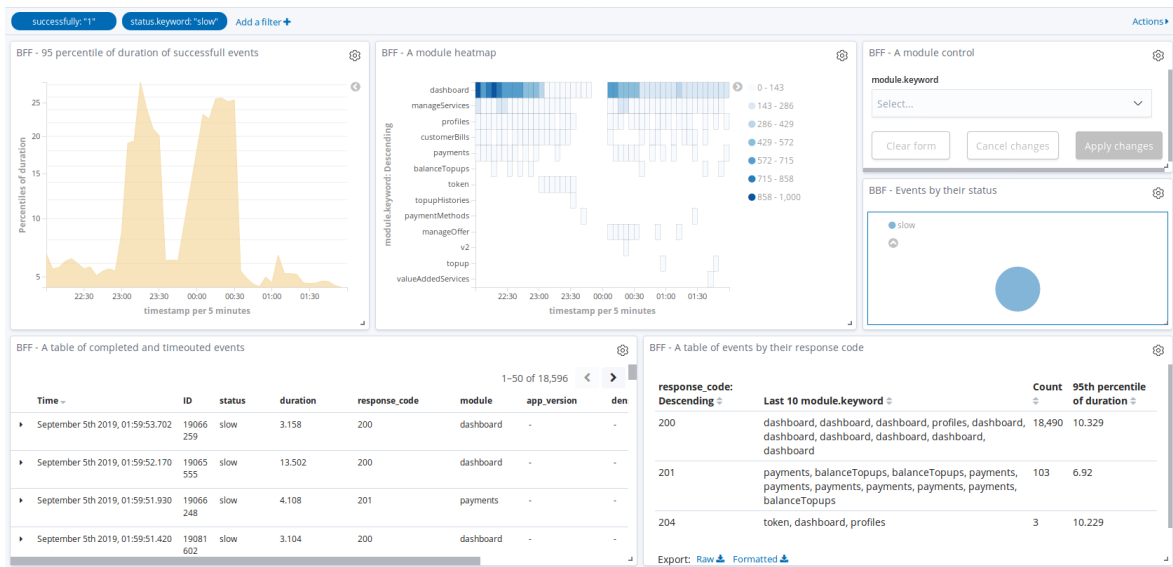 successfully: "1"
status.keyword: "slow"
Add a filter +
Actions
BFF - 95 percentile of duration of successfull events
Percentiles of duration
25
20
15
10
5
22:30 23:00 23:30 00:00 00:30 01:00 01:30
timestamp per 5 minutes
BFF - A module heatmap
module.keyword: Descending
dashboard
manageServices
profiles
customerBills
payments
balanceTopups
token
topupHistories
paymentMethods
manageOffer
v2
topup
valueAddedServices
22:30 23:00 23:30 00:00 00:30 01:00 01:30
timestamp per 5 minutes
0 - 143
143 - 286
286 - 429
429 - 572
572 - 715
715 - 858
858 - 1,000
BFF - A module control
module.keyword
Select...
Clear form
Cancel changes
Apply changes
BBF - Events by their status
slow
BFF - A table of completed and timeouted events
1–50 of 18,596
Time ID status duration response_code module app_version den
September 5th 2019, 01:59:53.702 19066 slow 3.158 200 dashboard - -
259
September 5th 2019, 01:59:52.170 19065 slow 13.502 200 dashboard - -
555
September 5th 2019, 01:59:51.930 19066 slow 4.108 201 payments - -
248
September 5th 2019, 01:59:51.420 19081 slow 3.104 200 dashboard - -
602
BFF - A table of events by their response code
response_code: Count 95th percentile
Descending Last 10 module.keyword of duration
200 dashboard, dashboard, dashboard, profiles, dashboard, 18,490 10.329
dashboard, dashboard, dashboard, dashboard,
dashboard
201 payments, balanceTopups, balanceTopups, payments, 103 6.92
payments, payments, payments, payments, payments,
balanceTopups
204 token, dashboard, profiles 3 10.229
Export: Raw Formatted